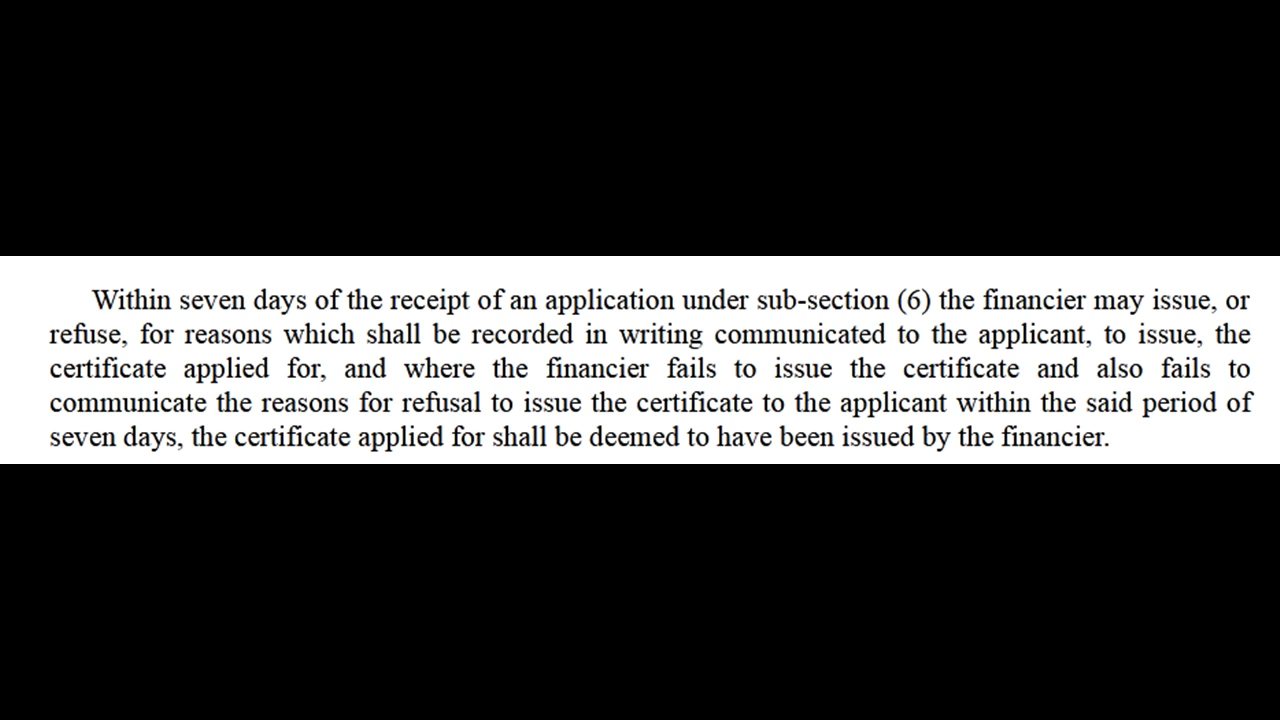 Within seven days of the receipt of an application under sub-section (6) the financier may issue, or
refuse, for reasons which shall be recorded in writing communicated to the applicant, to issue, the
certificate applied for, and where the financier fails to issue the certificate and also fails to
communicate the reasons for refusal to issue the certificate to the applicant within the said period of
seven days, the certificate applied for shall be deemed to have been issued by the financier.